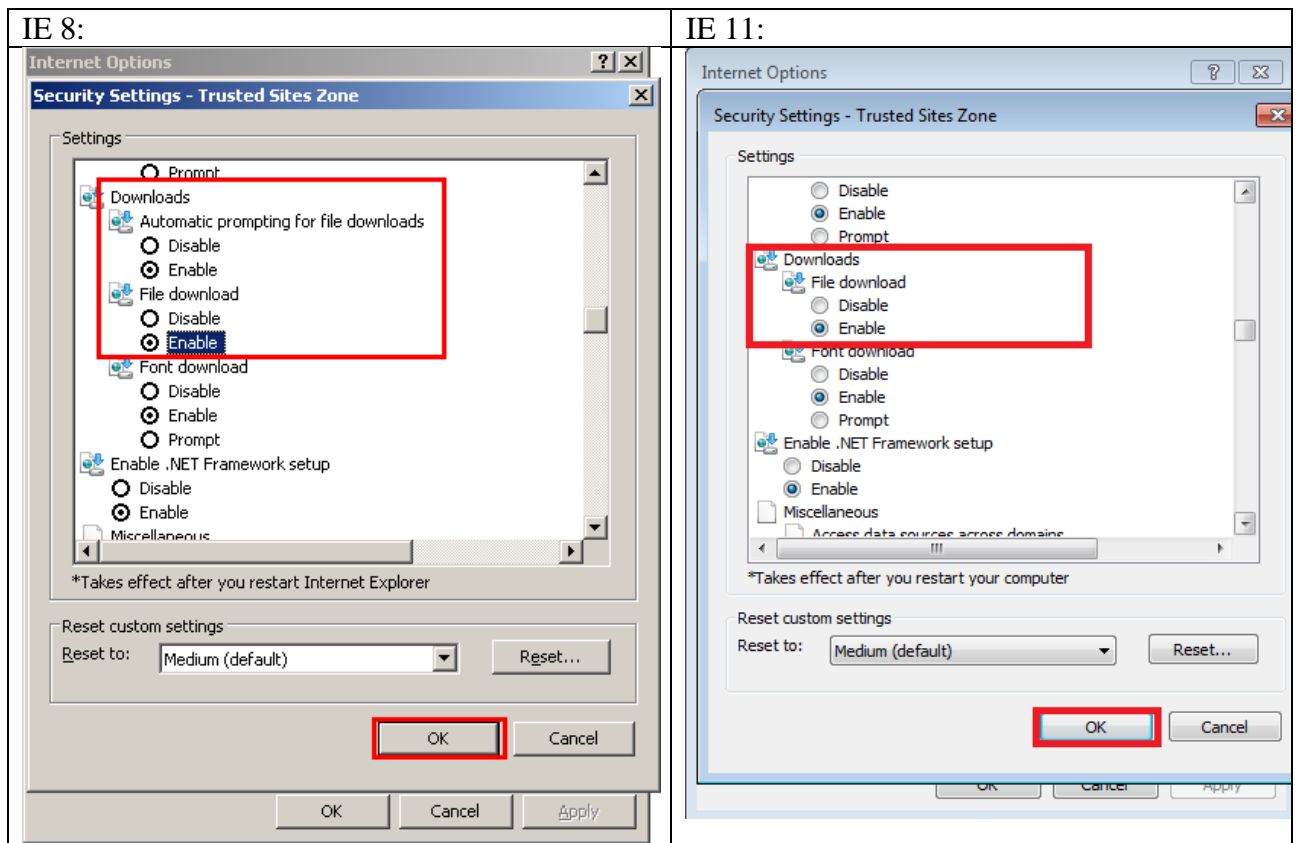 IE 8:
Internet Options
Security Settings - Trusted Sites Zone
Settings
Prompt
Downloads
Automatic prompting for file downloads
Disable
Enable
File download
Disable
Enable
Font download
Disable
Enable
Prompt
Enable .NET Framework setup
Disable
Enable
Miscellaneous
*Takes effect after you restart Internet Explorer
Reset custom settings
Reset to:
Medium (default)
Reset...
OK
Cancel
OK
Cancel
Apply
IE 11:
Internet Options
Security Settings - Trusted Sites Zone
Settings
Disable
Enable
Prompt
Downloads
File download
Disable
Enable
Font download
Disable
Enable
Prompt
Enable .NET Framework setup
Disable
Enable
Miscellaneous
Access data sources across domains
*Takes effect after you restart your computer
Reset custom settings
Reset to:
Medium (default)
Reset...
OK
Cancel
OK
Cancel
Apply